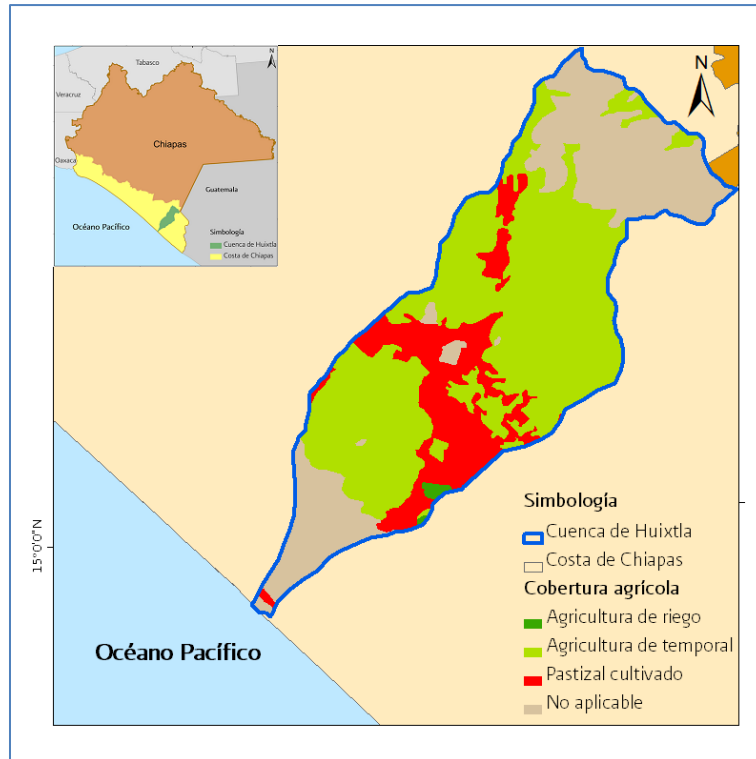 Tabasco
N
Veracruz
Chiapas
Oaxaca
Guatemala
Océano Pacífico
Simbología
Cuenca de Huixtla
Costa de Chiapas
N
15°0'0"N
Océano Pacífico
Simbología
Cuenca de Huixtla
Costa de Chiapas
Cobertura agrícola
Agricultura de riego
Agricultura de temporal
Pastizal cultivado
No aplicable